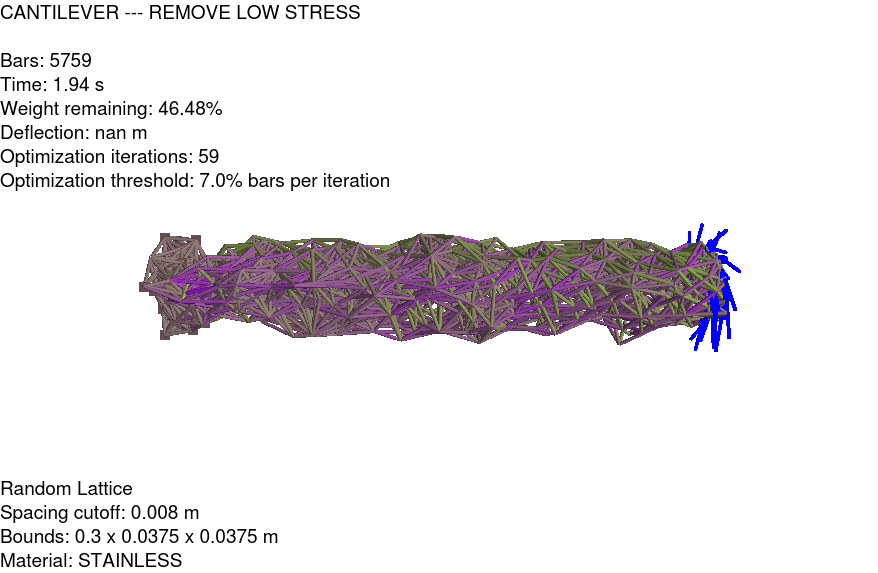 CANTILEVER --- REMOVE LOW STRESS
Bars: 5759
Time: 1.94 s
Weight remaining: 46.48%
Deflection: nan m
Optimization iterations: 59
Optimization threshold: 7.0% bars per iteration
Random Lattice
Spacing cutoff: 0.008 m
Bounds: 0.3 x 0.0375 x 0.0375 m
Material: STAINLESS